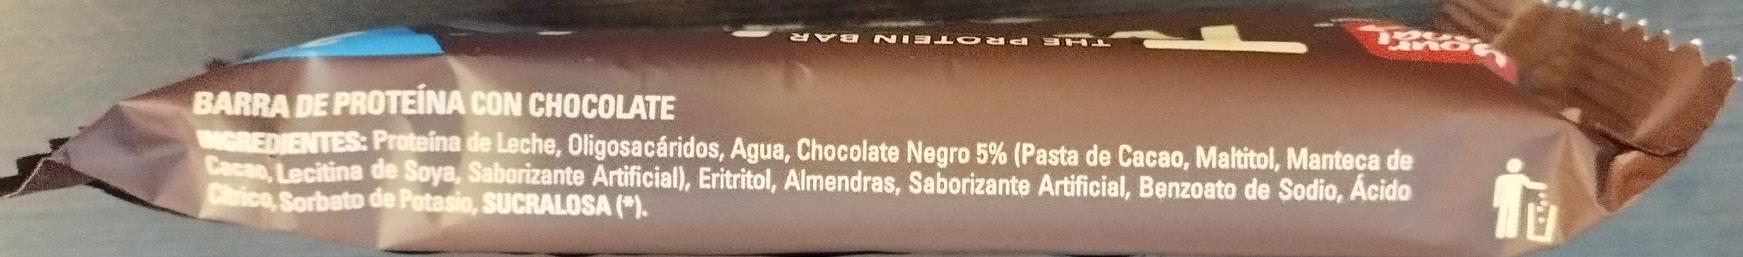 THE PROTEIN BAR
Your Goal
BARRA DE PROTEÍNA CON CHOCOLATE
INGREDIENTES: Proteína de Leche, Oligosacáridos, Agua, Chocolate Negro 5% (Pasta de Cacao, Maltitol, Manteca de
Cacao, Lecitina de Soya, Saborizante Artificial), Eritritol, Almendras, Saborizante Artificial, Benzoato de Sodio, Ácido
Cítrico, Sorbato de Potasio, SUCRALOSA (*).